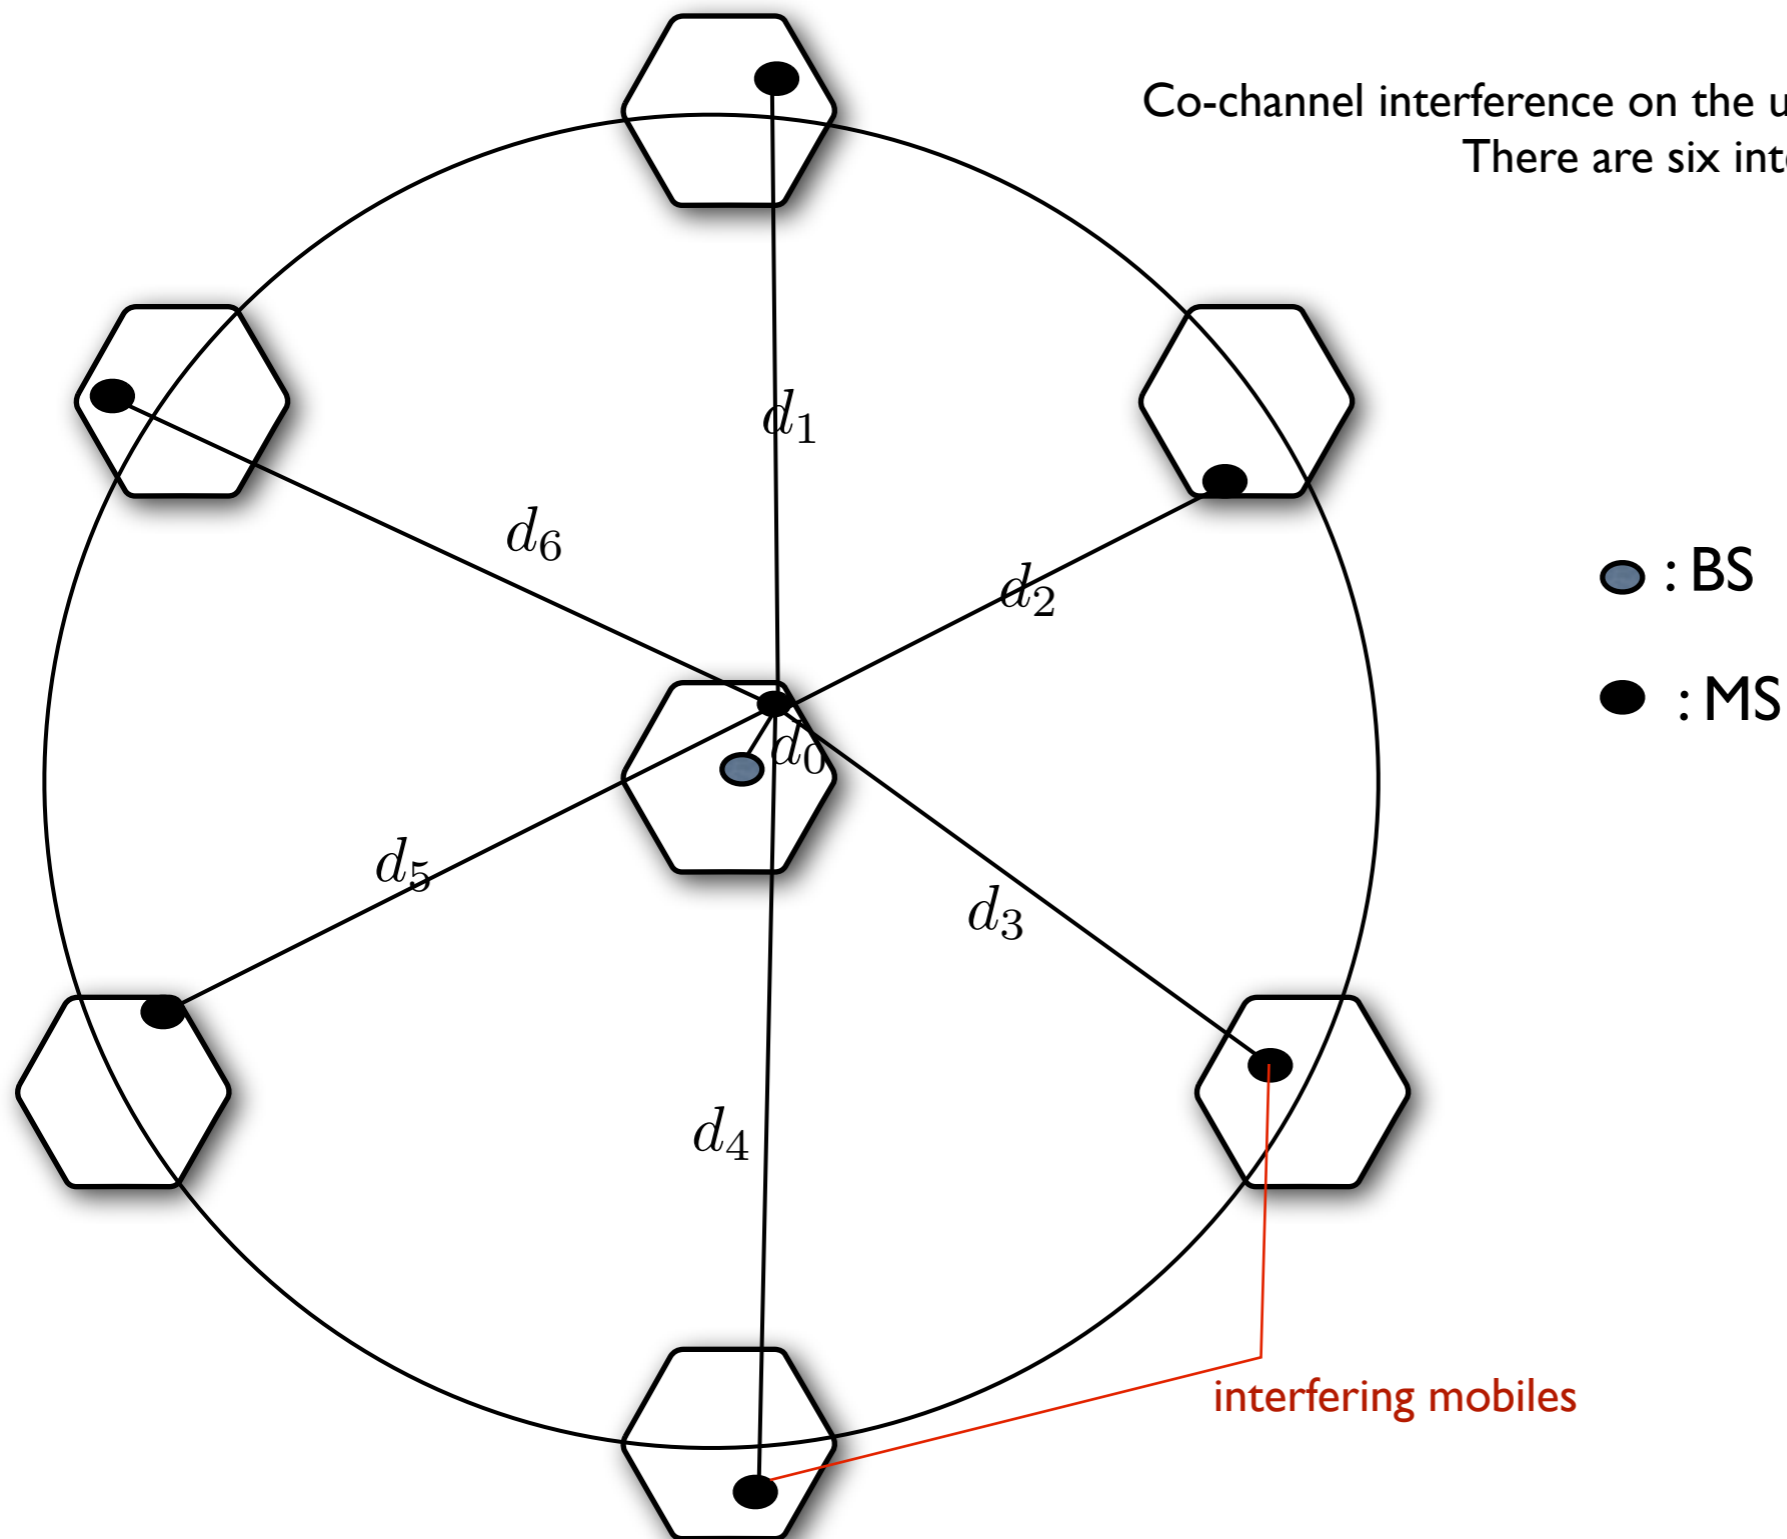 Co-channel interference on the
There are six
d1
d6
d2
: BS
: MS
d0
d5
d3
d4
interfering mobiles